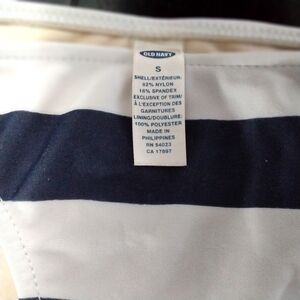 OLD NAVY
S
SHELL/EXTÉRIEUR:
82% NYLON
18% SPANDEX
EXCLUSIVE OF TRIM/
À L'EXCEPTION DES
GARNITURES
LINING/DOUBLURE:
100% POLYESTER
MADE IN
PHILIPPINES
RN 54023
CA 17897